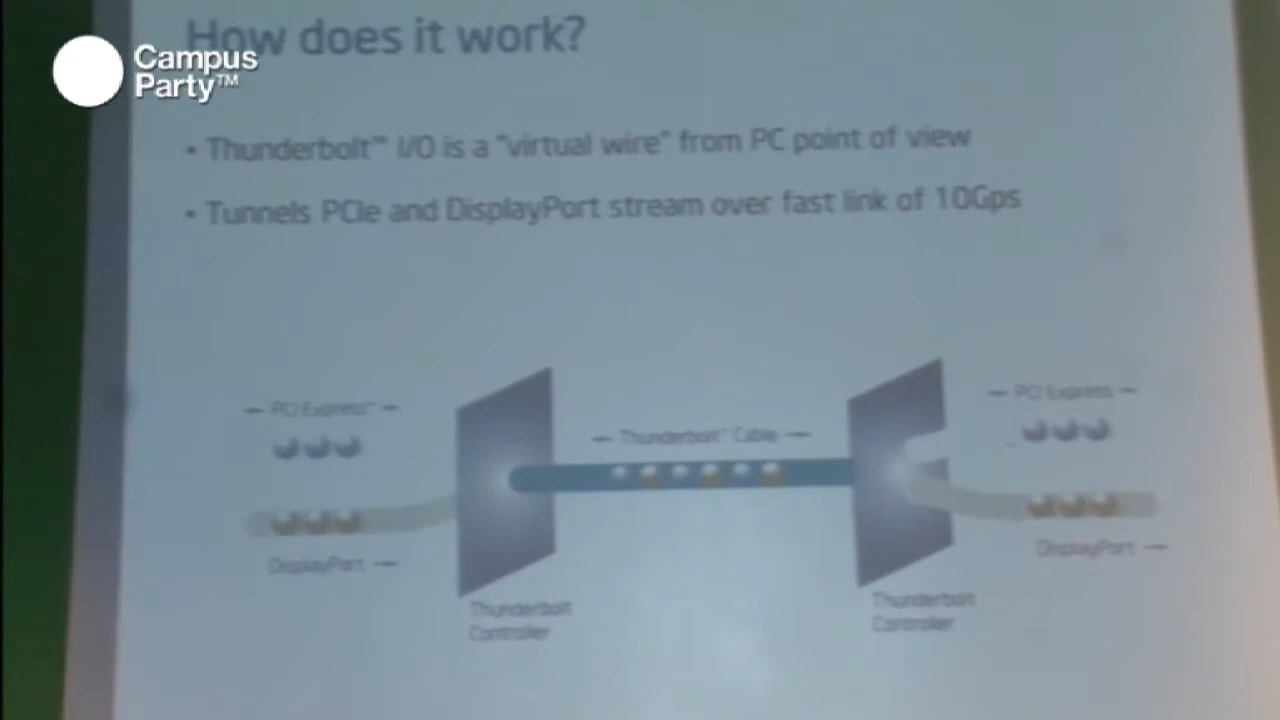 How does it work?
Campus
Party™
• Thunderbolt™ I/O is a "virtual wire" from PC point of view
• Tunnels PCIe and DisplayPort stream over fast link of 10Gps
PCI Express™
PCI Express
Thunderbolt™ Cable
DisplayPort
DisplayPort
Thunderbolt
Controller
Thunderbolt
Controller